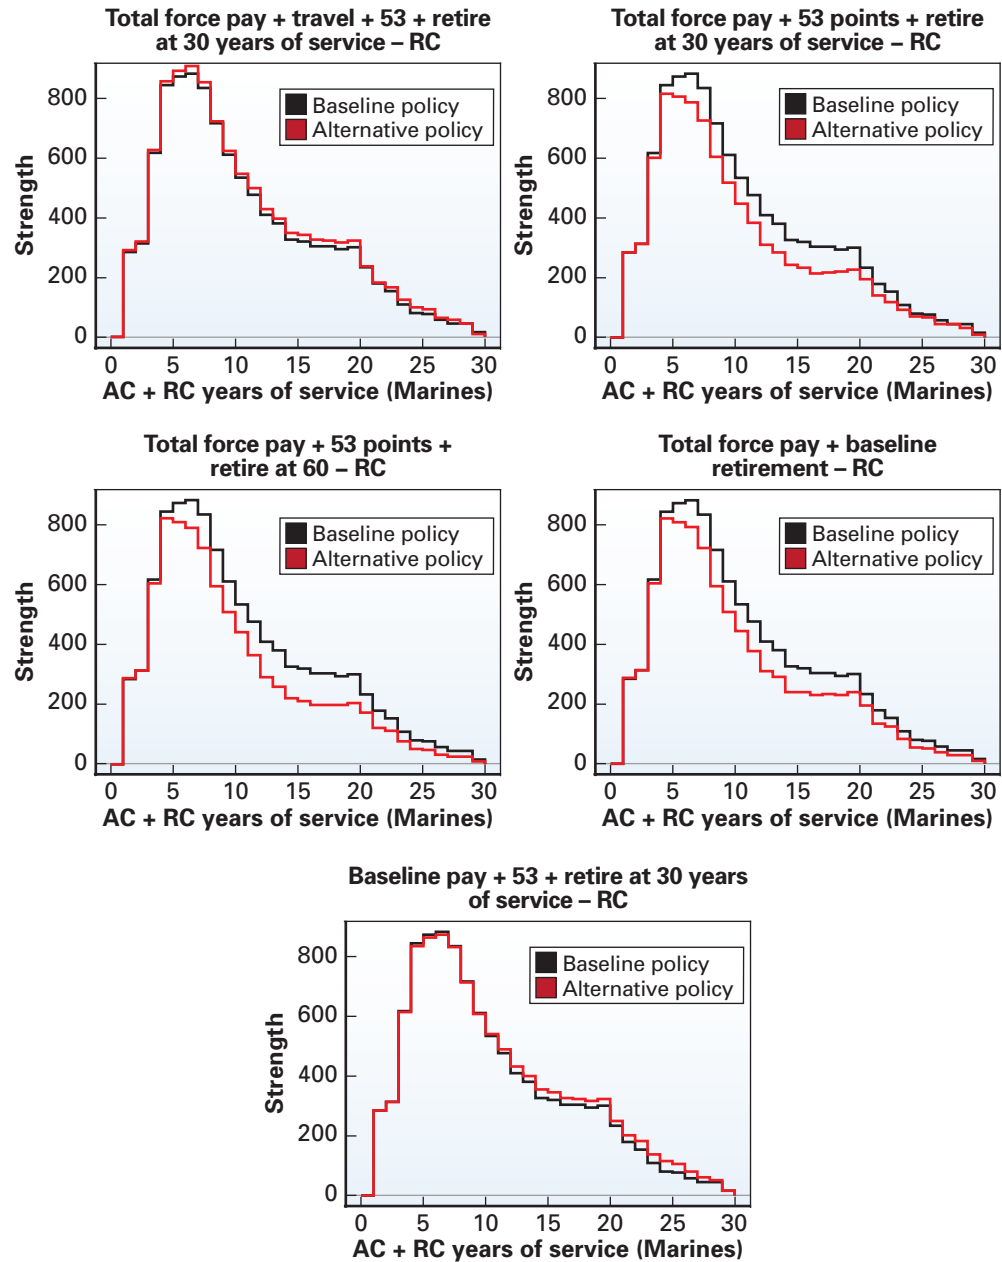 Total force pay + travel + 53 + retire
at 30 years of service – RC
Baseline policy
Alternative policy
Strength
800
600
400
200
0
0 5 10 15 20 25 30
AC + RC years of service (Marines)
Total force pay + 53 points + retire
at 30 years of service – RC
Baseline policy
Alternative policy
Strength
800
600
400
200
0
0 5 10 15 20 25 30
AC + RC years of service (Marines)
Total force pay + 53 points +
retire at 60 – RC
Baseline policy
Alternative policy
Strength
800
600
400
200
0
0 5 10 15 20 25 30
AC + RC years of service (Marines)
Total force pay + baseline
retirement – RC
Baseline policy
Alternative policy
Strength
800
600
400
200
0
0 5 10 15 20 25 30
AC + RC years of service (Marines)
Baseline pay + 53 + retire at 30 years
of service – RC
Baseline policy
Alternative policy
Strength
800
600
400
200
0
0 5 10 15 20 25 30
AC + RC years of service (Marines)